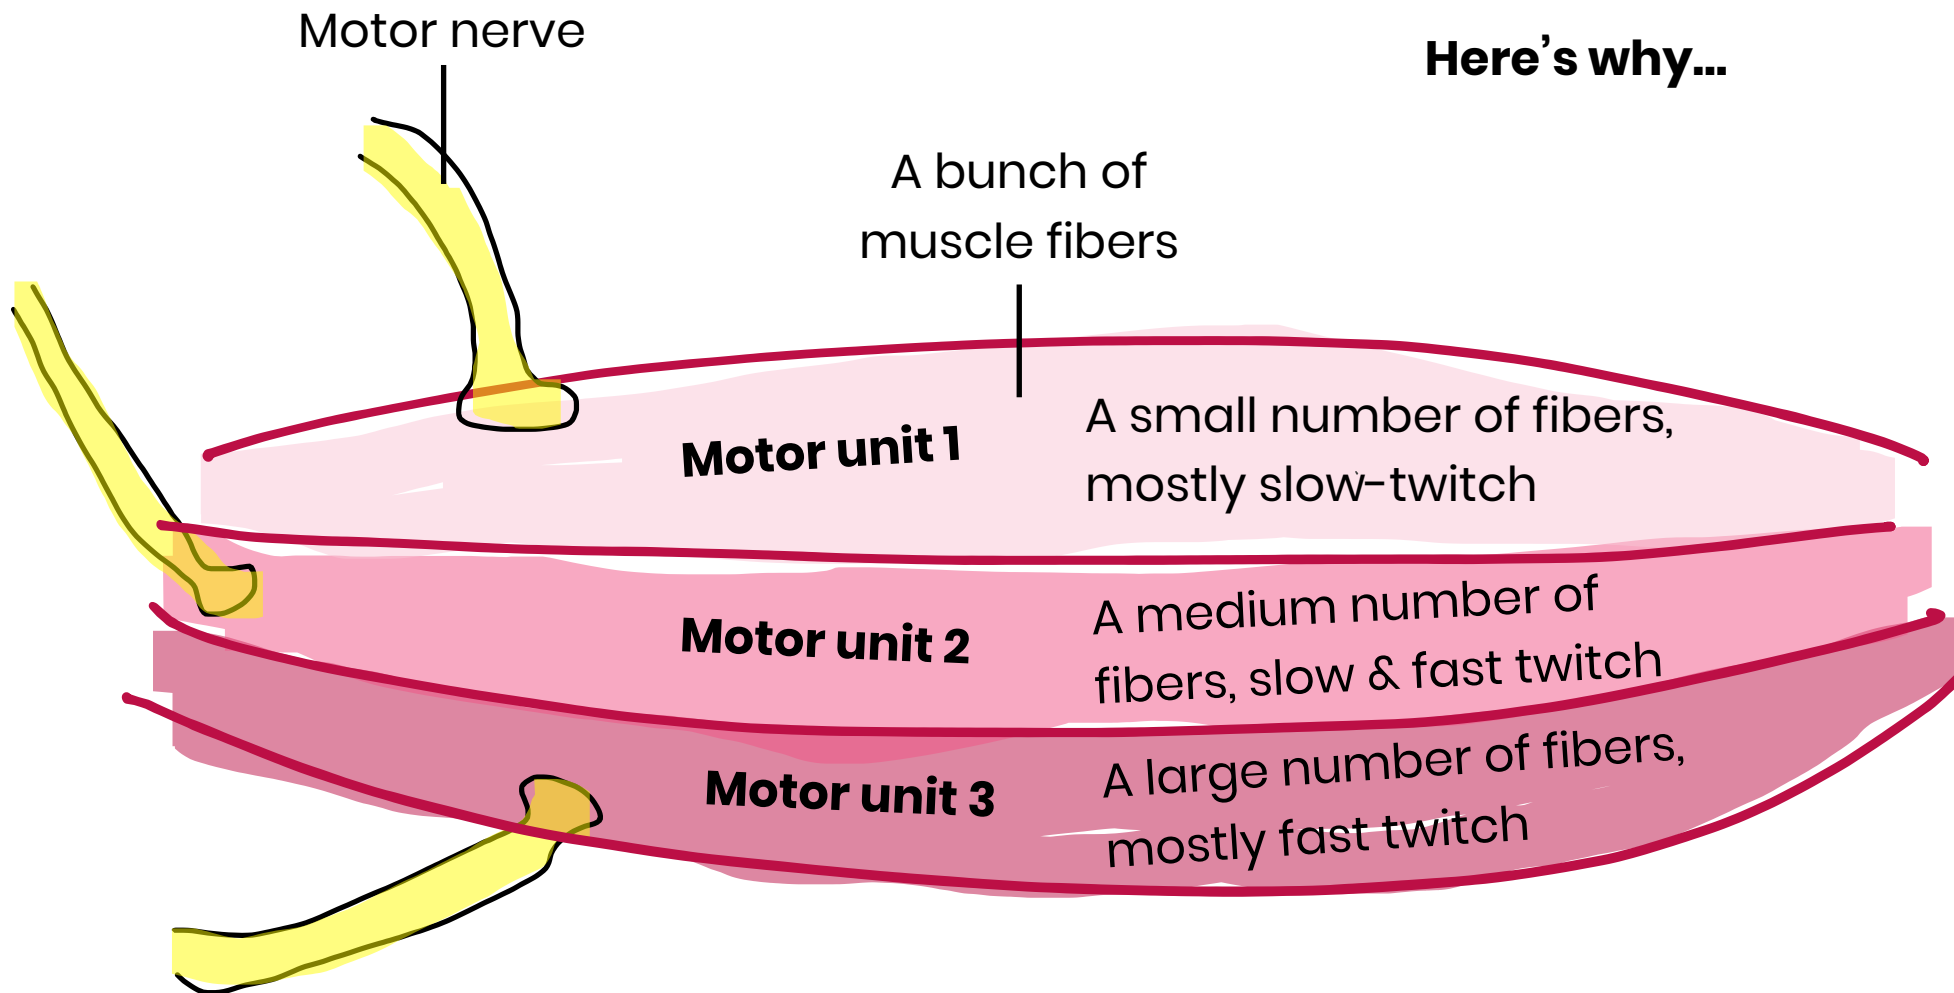 Motor nerve
Here's why...
A bunch of
muscle fibers
Motor unit 1
A small number of fibers,
mostly slow-twitch
Motor unit 2
A medium number of
fibers, slow & fast twitch
Motor unit 3
A large number of fibers,
mostly fast twitch